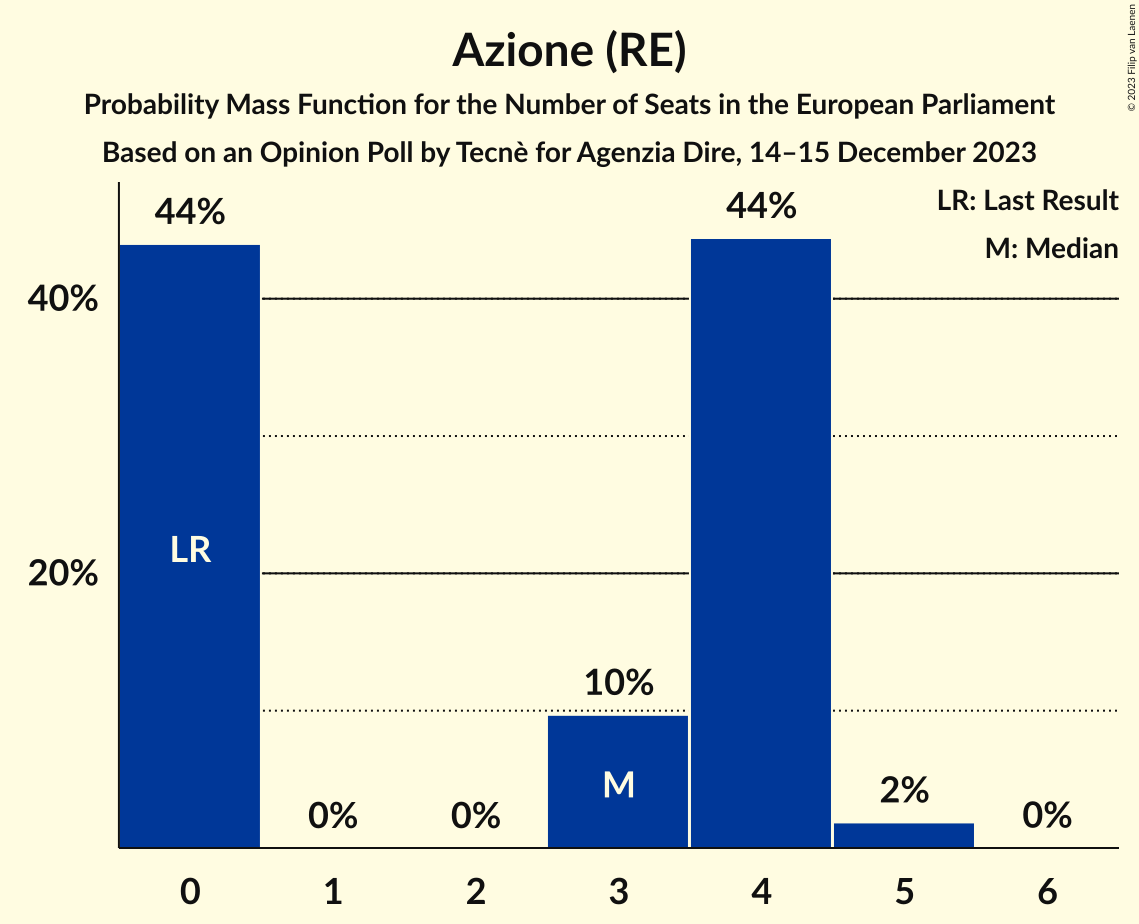 Azione (RE)
Probability Mass Function for the Number of Seats in the European Parliament
Based on an Opinion Poll by Tecnè for Agenzia Dire, 14–15 December 2023
© 2023 Filip van Laenen
LR: Last Result
M: Median
44%
0%
0%
10%
44%
2%
0%
LR
M
40%
20%
0
1
2
3
4
5
6